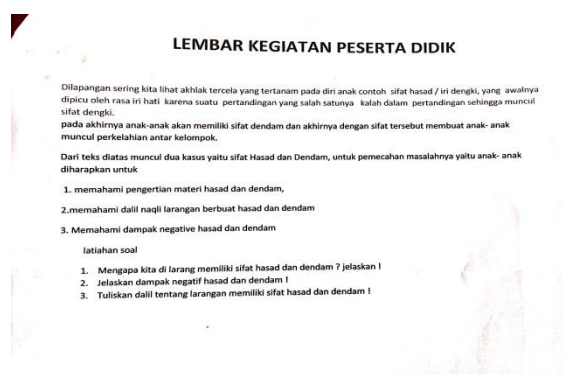 LEMBAR KEGIATAN PESERTA DIDIK
Dilapangan sering kita lihat akhlak tercela yang tertanam pada diri anak contoh sifat hasad / iri dengki, yang awalnya
dipicu oleh rasa iri hati karena suatu pertandingan yang salah satunya kalah dalam pertandingan sehingga muncul
sifat dengki.
pada akhirnya anak-anak akan memiliki sifat dendam dan akhirnya dengan sifat tersebut membuat anak- anak
muncul perkelahian antar kelompok.
Dari teks diatas muncul dua kasus yaitu sifat Hasad dan Dendam, untuk pemecahan masalahnya yaitu anak- anak
diharapkan untuk
1. memahami pengertian materi hasad dan dendam,
2.memahami dalil naqli larangan berbuat hasad dan dendam
3. Memahami dampak negative hasad dan dendam
latiahan soal
1. Mengapa kita di larang memiliki sifat hasad dan dendam ? jelaskan !
2. Jelaskan dampak negatif hasad dan dendam !
3. Tuliskan dalil tentang larangan memiliki sifat hasad dan dendam !